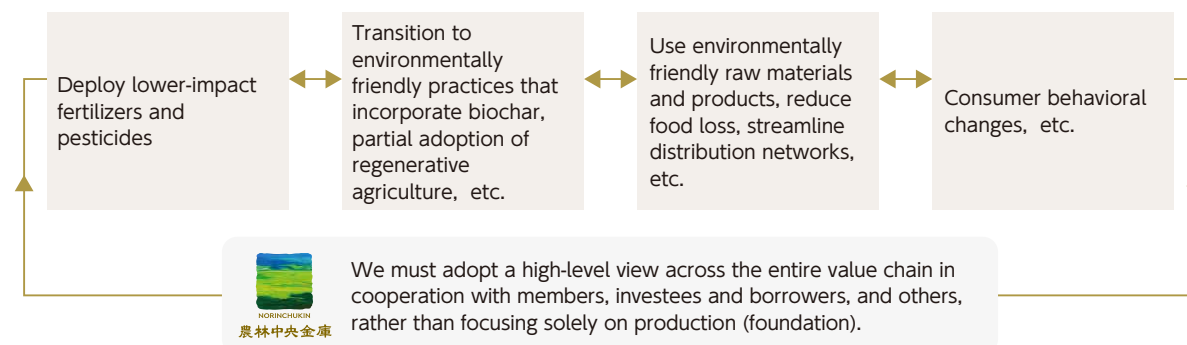 Deploy lower-impact
fertilizers and
pesticides
Transition to
environmentally
friendly practices that
incorporate biochar,
partial adoption of
regenerative
agriculture, etc.
Use environmentally
friendly raw materials
and products, reduce
food loss, streamline
distribution networks,
etc.
Consumer behavioral
changes, etc.
NORINCHUKIN
農林中央金庫
We must adopt a high-level view across the entire value chain in
cooperation with members, investees and borrowers, and others,
rather than focusing solely on production (foundation).